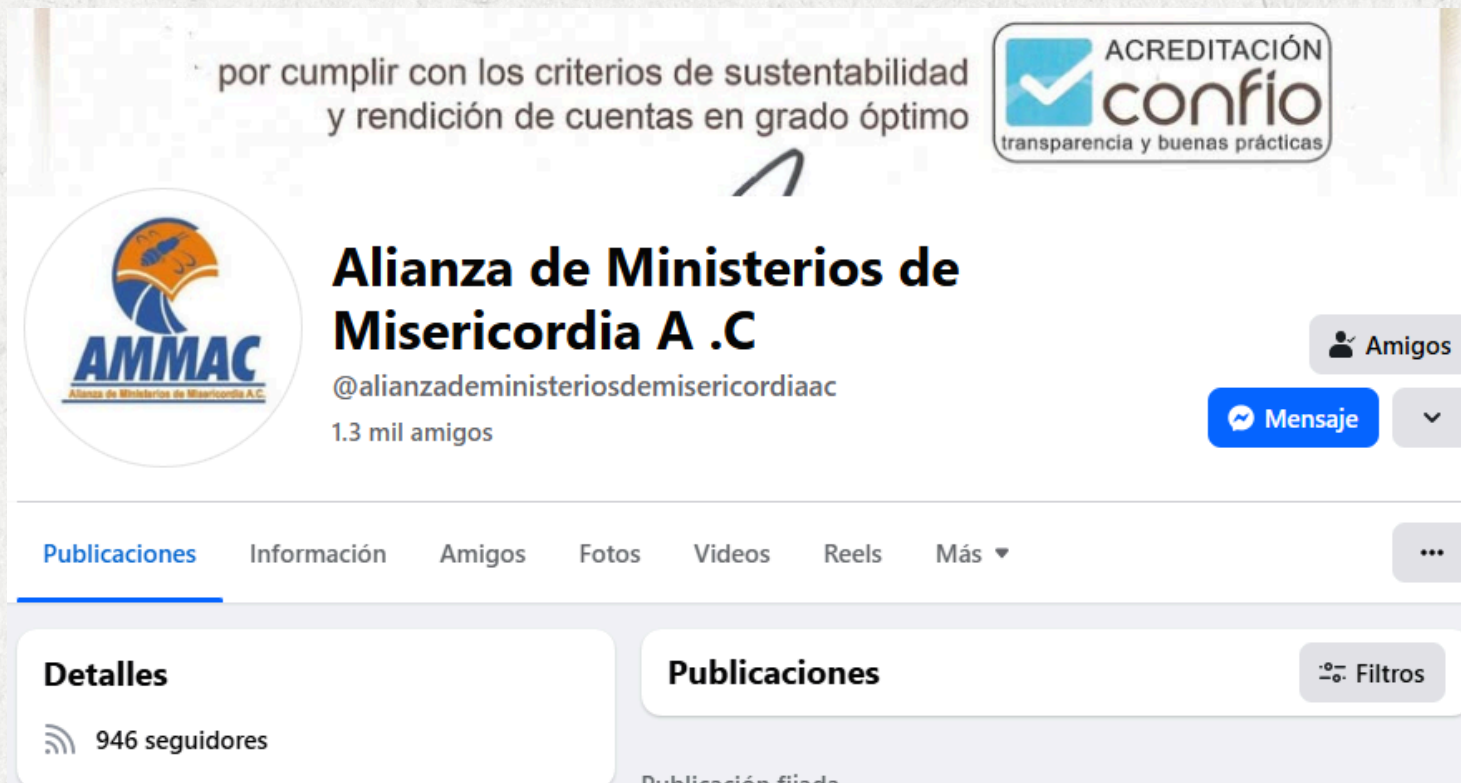 por cumplir con los criterios de sustentabilidad
y rendición de cuentas en grado óptimo
ACREDITACIÓN
confío
transparencia y buenas prácticas
AMMAC
Alianza de Ministerios de Misericordia A.C.
Alianza de Ministerios de
Misericordia A .C
@alianzadeministeriosdemisericordiaac
1.3 mil amigos
Amigos
Mensaje
Publicaciones Información Amigos Fotos Videos Reels Más
Detalles
946 seguidores
Publicaciones
Filtros
Publicación fijada